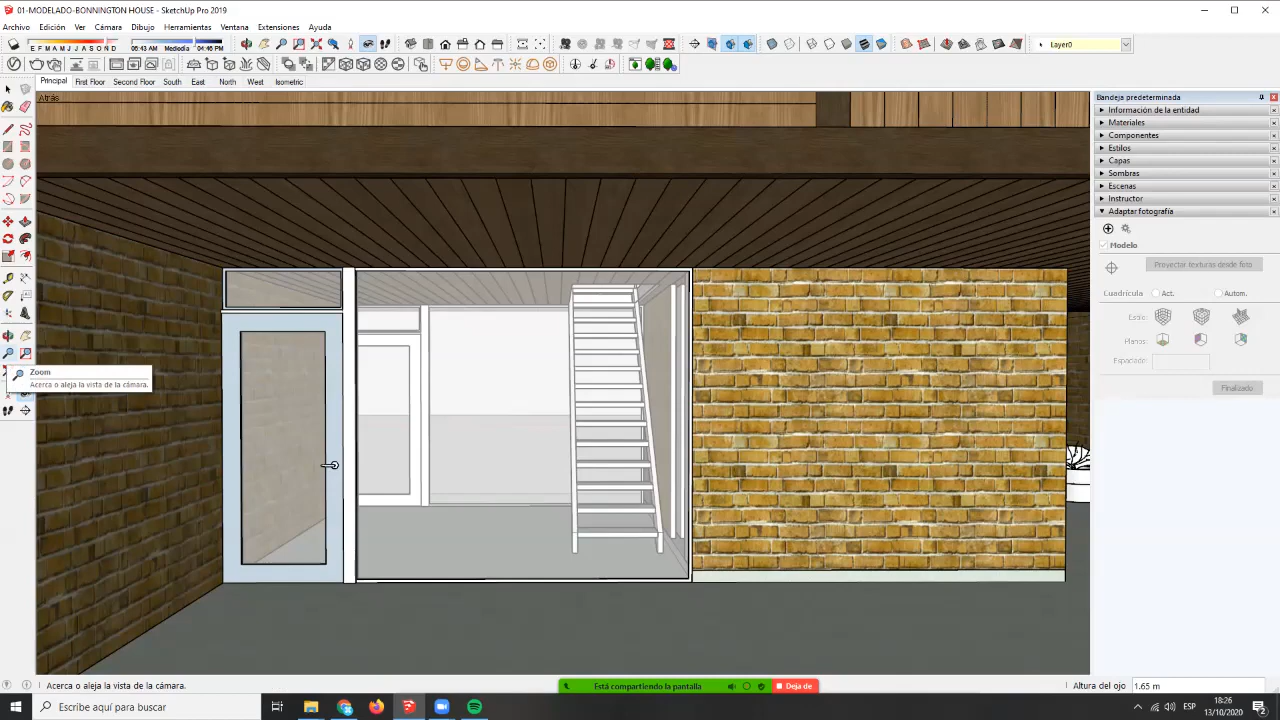 01-MODELADO-BONNINGTON HOUSE - SketchUp Pro 2019
Archivo Edición Ver Cámara Dibujo Herramientas Ventana Extensiones Ayuda
E F M A M J J A S O N D 06:43 AM Mediodía 04:46 PM
Layer0
Principal First Floor Second Floor South East North West Isometric
Atrás
Bandeja predeterminada
Información de la entidad
Materiales
Componentes
Estilos
Capas
Sombras
Escenas
Instructor
Adaptar fotografía
Modelo
Proyectar texturas desde foto
Cuadrícula Act. Autom.
Estilo:
Planos:
Espaciado
Finalizado
Zoom
Acerca o aleja la vista de la cámara.
Acerca o aleja la vista de la cámara.
Está compartiendo la pantalla
Deja de
Altura del ojo 1.65 m
Escribe aquí para buscar
ESP
18:26
13/10/2020
2